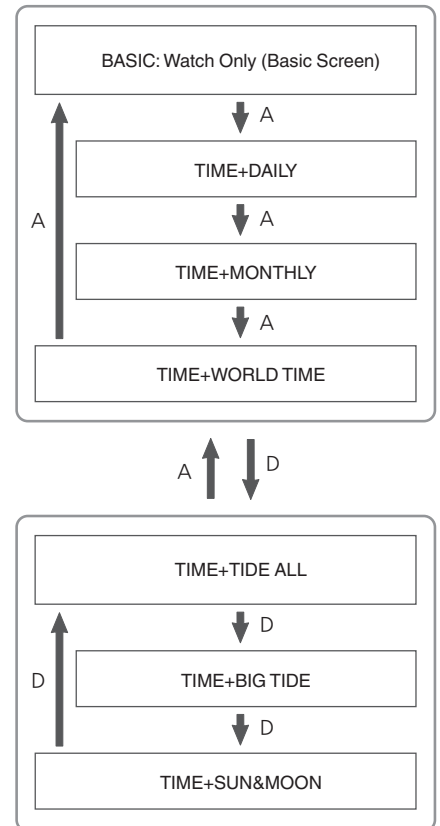 BASIC: Watch Only (Basic Screen)
A
TIME+DAILY
A
A
TIME+MONTHLY
A
TIME+WORLD TIME
A
D
TIME+TIDE ALL
D
D
TIME+BIG TIDE
D
TIME+SUN&MOON